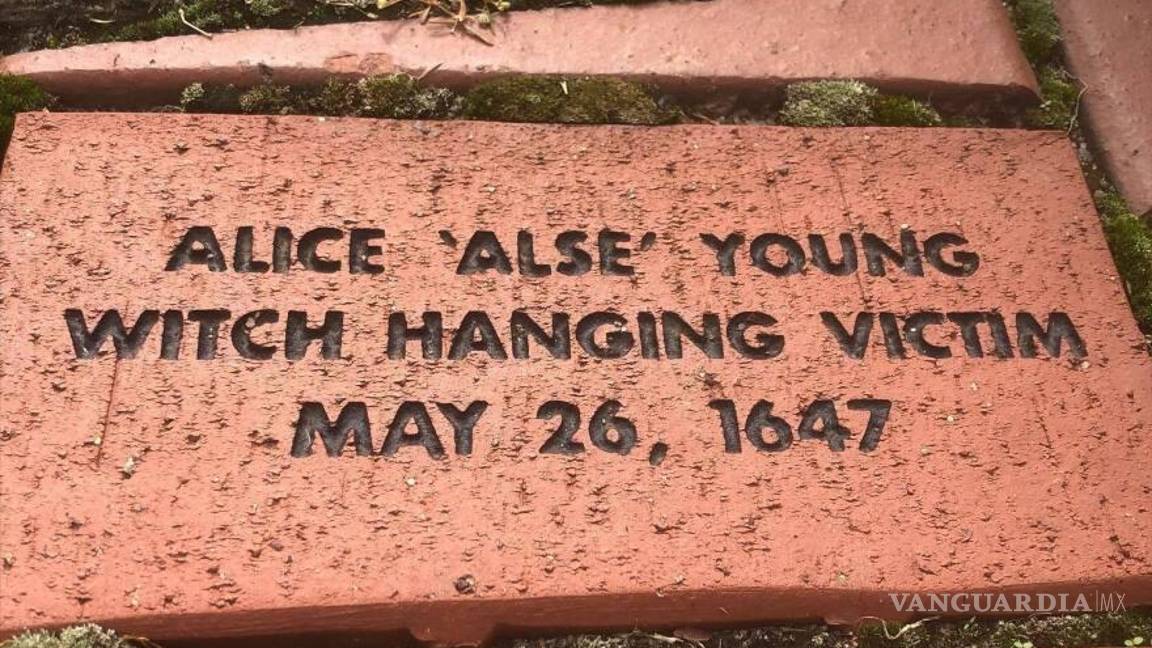 ALICE 'ALSE' YOUNG
WITCH HANGING VICTIM
MAY 26, 1647
VANGUARDIA|MX